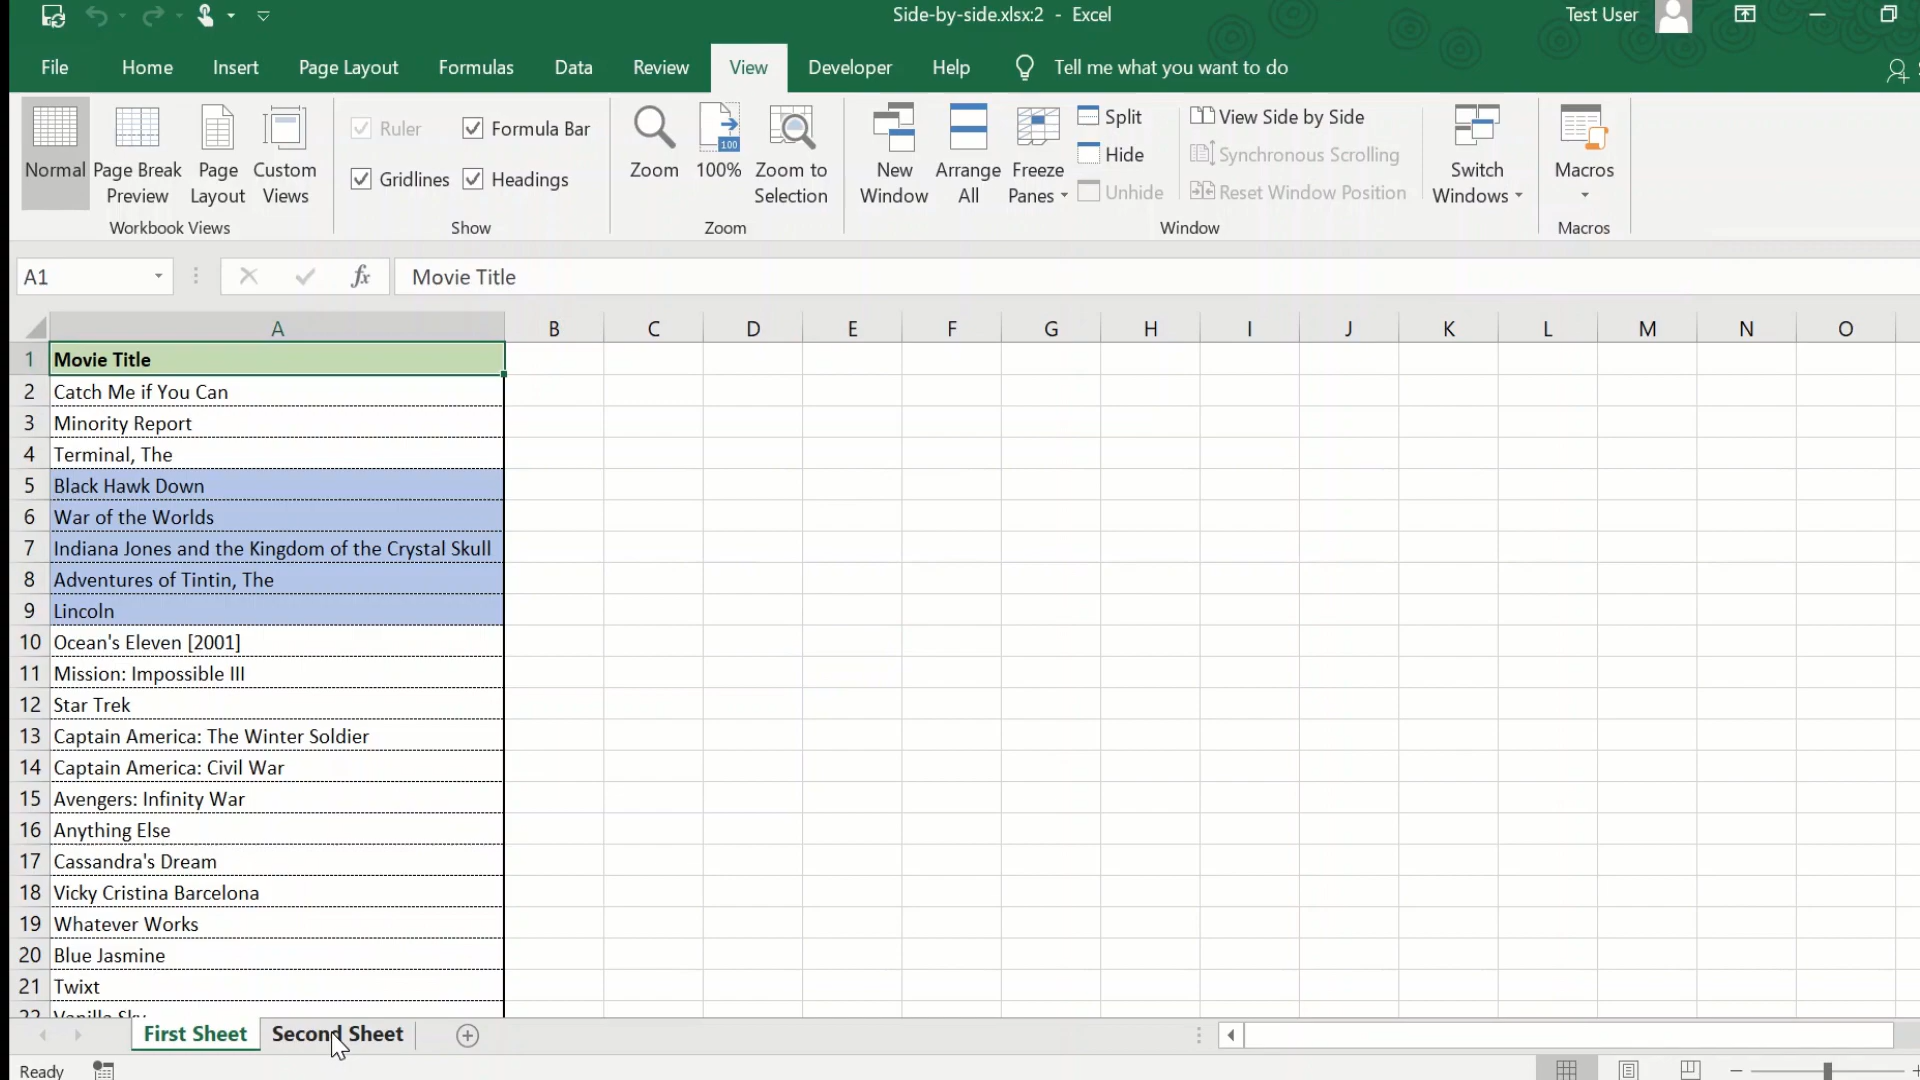 Side-by-side.xlsx:2 - Excel
Test User
File Home Insert Page Layout Formulas Data Review View Developer Help Tell me what you want to do
Normal
Page Break Preview
Page Layout
Custom Views
Workbook Views
Ruler
Formula Bar
Gridlines
Headings
Show
Zoom
100
100%
Zoom to Selection
Zoom
New Window
Arrange All
Freeze Panes
Split
Hide
Unhide
View Side by Side
Synchronous Scrolling
Reset Window Position
Window
Switch Windows
Macros
Macros
A1 fx Movie Title
A B C D E F G H I J K L M N O
1 Movie Title
2 Catch Me if You Can
3 Minority Report
4 Terminal, The
5 Black Hawk Down
6 War of the Worlds
7 Indiana Jones and the Kingdom of the Crystal Skull
8 Adventures of Tintin, The
9 Lincoln
10 Ocean's Eleven [2001]
11 Mission: Impossible III
12 Star Trek
13 Captain America: The Winter Soldier
14 Captain America: Civil War
15 Avengers: Infinity War
16 Anything Else
17 Cassandra's Dream
18 Vicky Cristina Barcelona
19 Whatever Works
20 Blue Jasmine
21 Twixt
22 Vanilla Sky
First Sheet Second Sheet
Ready